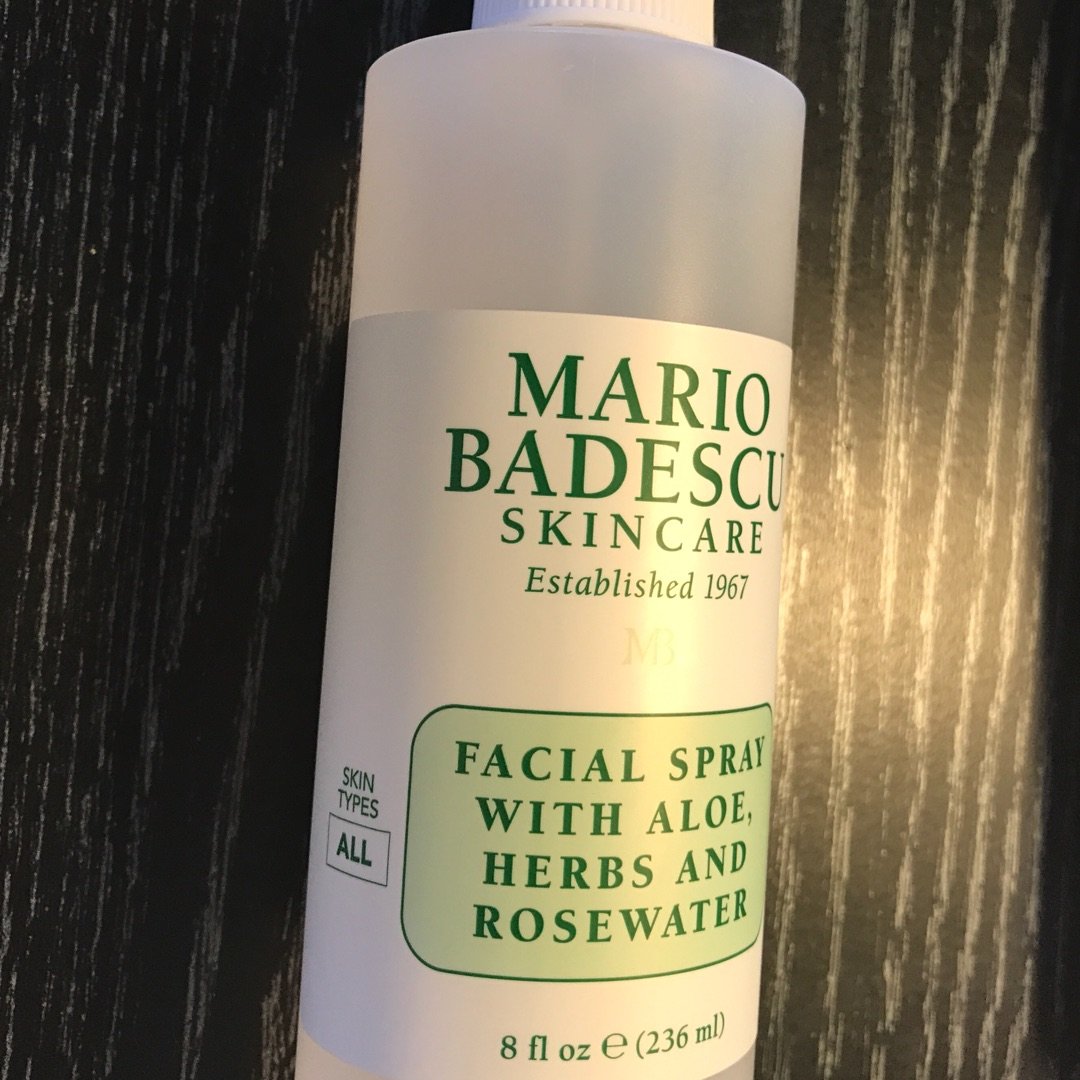 MARIO
BADESCU
SKINCARE
Established 1967
MB
SKIN
TYPES
ALL
FACIAL SPRAY
WITH ALOE,
HERBS AND
ROSEWATER
8 fl oz ℮ (236 ml)